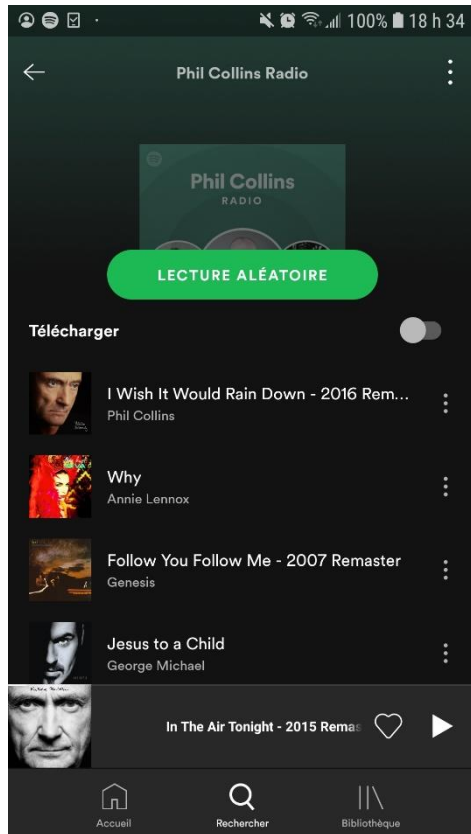 100% 18 h 34
Phil Collins Radio
Phil Collins
RADIO
LECTURE ALÉATOIRE
Télécharger
I Wish It Would Rain Down - 2016 Rem...
Phil Collins
Why
Annie Lennox
Follow You Follow Me - 2007 Remaster
Genesis
Jesus to a Child
George Michael
In The Air Tonight - 2015 Remas
Accueil
Rechercher
Bibliothèque